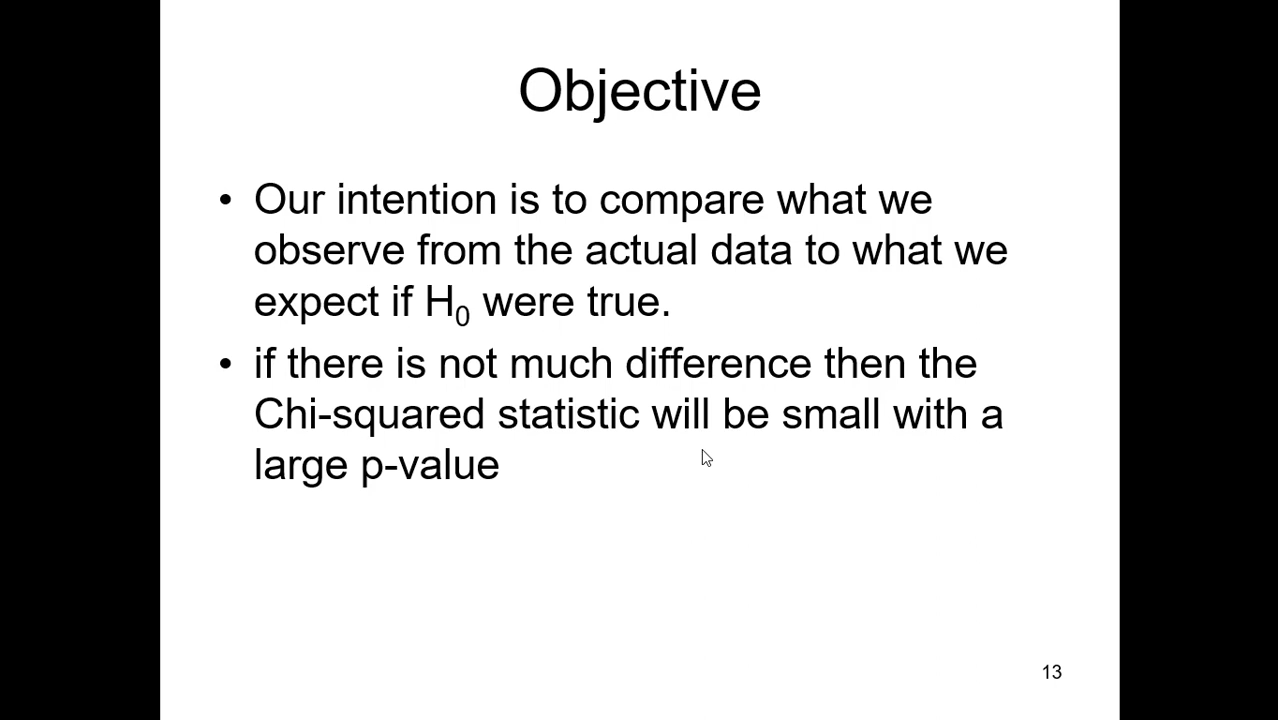 Objective
• Our intention is to compare what we
observe from the actual data to what we
expect if H₀ were true.
• if there is not much difference then the
Chi-squared statistic will be small with a
large p-value
13